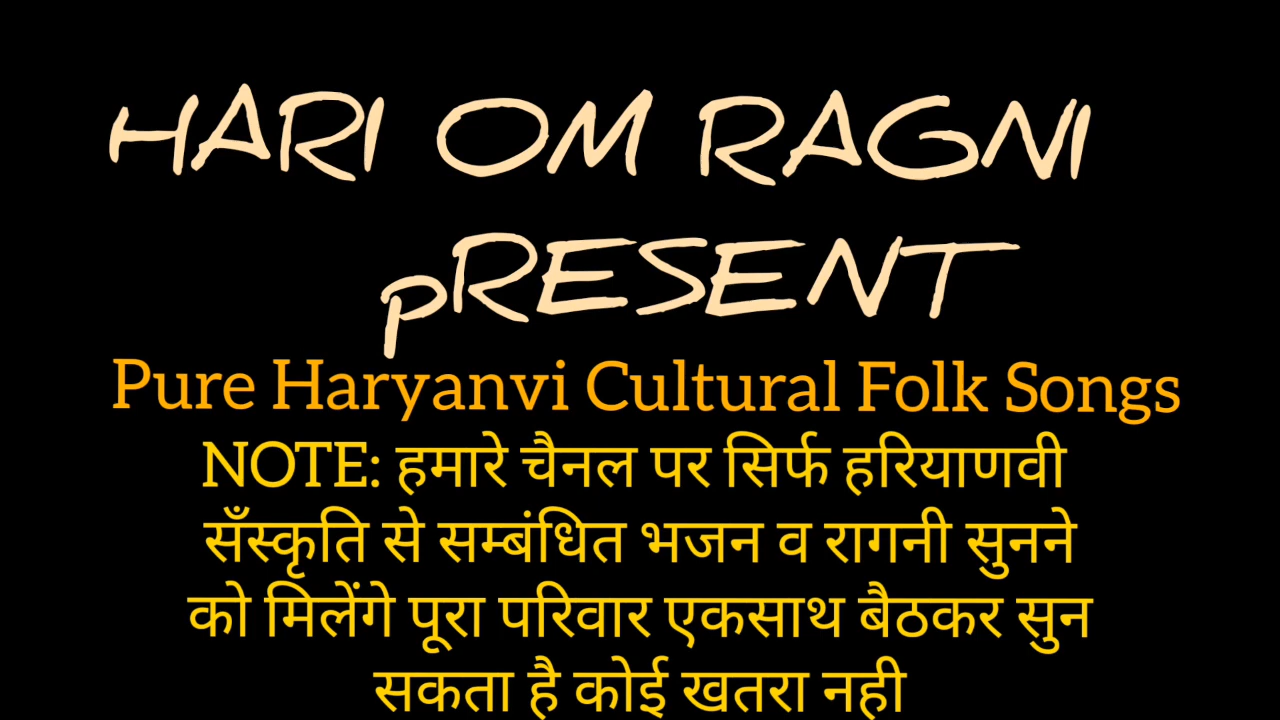 HARI OM RAGNI
pRESENT
Pure Haryanvi Cultural Folk Songs
NOTE: हमारे चैनल पर सिर्फ हरियाणवी
सँस्कृति से सम्बंधित भजन व रागनी सुनने
को मिलेंगे पूरा परिवार एकसाथ बैठकर सुन
सकता है कोई खतरा नही